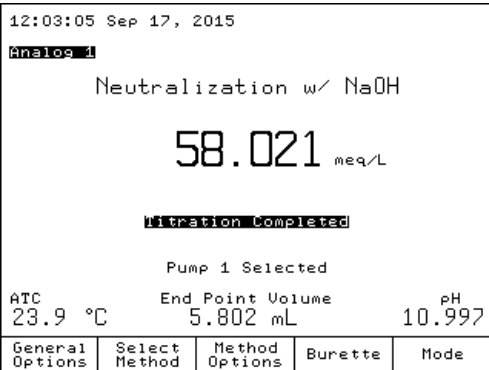 12:03:05 Sep 17, 2015
Analog 1
Neutralization w/ NaOH
58.021 meq/L
Titration Completed
Pump 1 Selected
ATC End Point Volume pH
23.9 °C 5.802 mL 10.997
General Select Method Burette Mode
Options Method Options